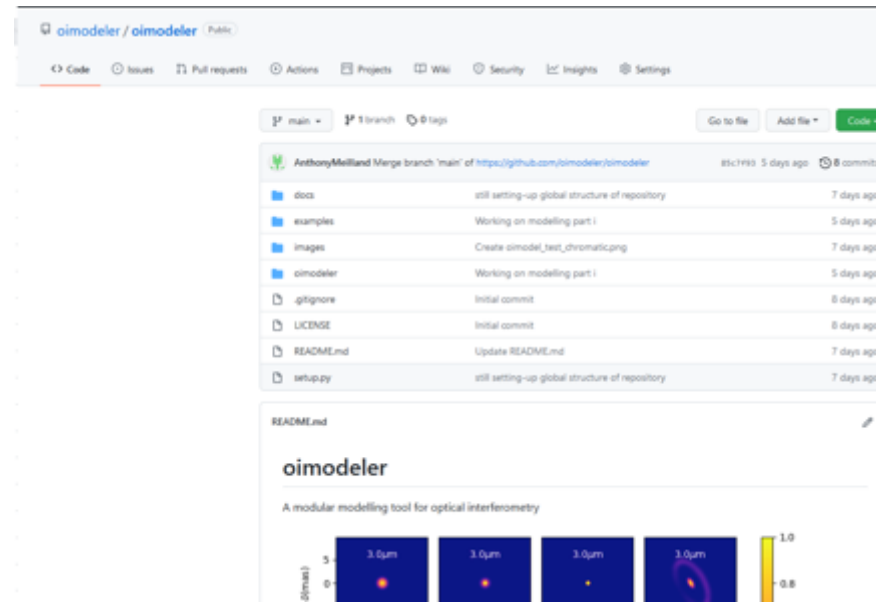 oimodeler / oimodeler Public
<> Code Issues Pull requests Actions Projects Wiki Security Insights Settings
main 1 branch 0 tags Go to file Add file Code
AnthonyMeilland Merge branch 'main' of https://github.com/oimodeler/oimodeler 5 days ago 8 commits
docs still setting-up global structure of repository 7 days ago
examples Working on modelling part i 5 days ago
images Create oimodel_test_chromatic.png 7 days ago
oimodeler Working on modelling part i 5 days ago
.gitignore Initial commit 8 days ago
LICENSE Initial commit 8 days ago
README.md Update README.md 7 days ago
setup.py still setting-up global structure of repository 7 days ago
README.md
oimodeler
A modular modelling tool for optical interferometry
1.0
5 3.0µm 3.0µm 3.0µm 3.0µm
0 0.8